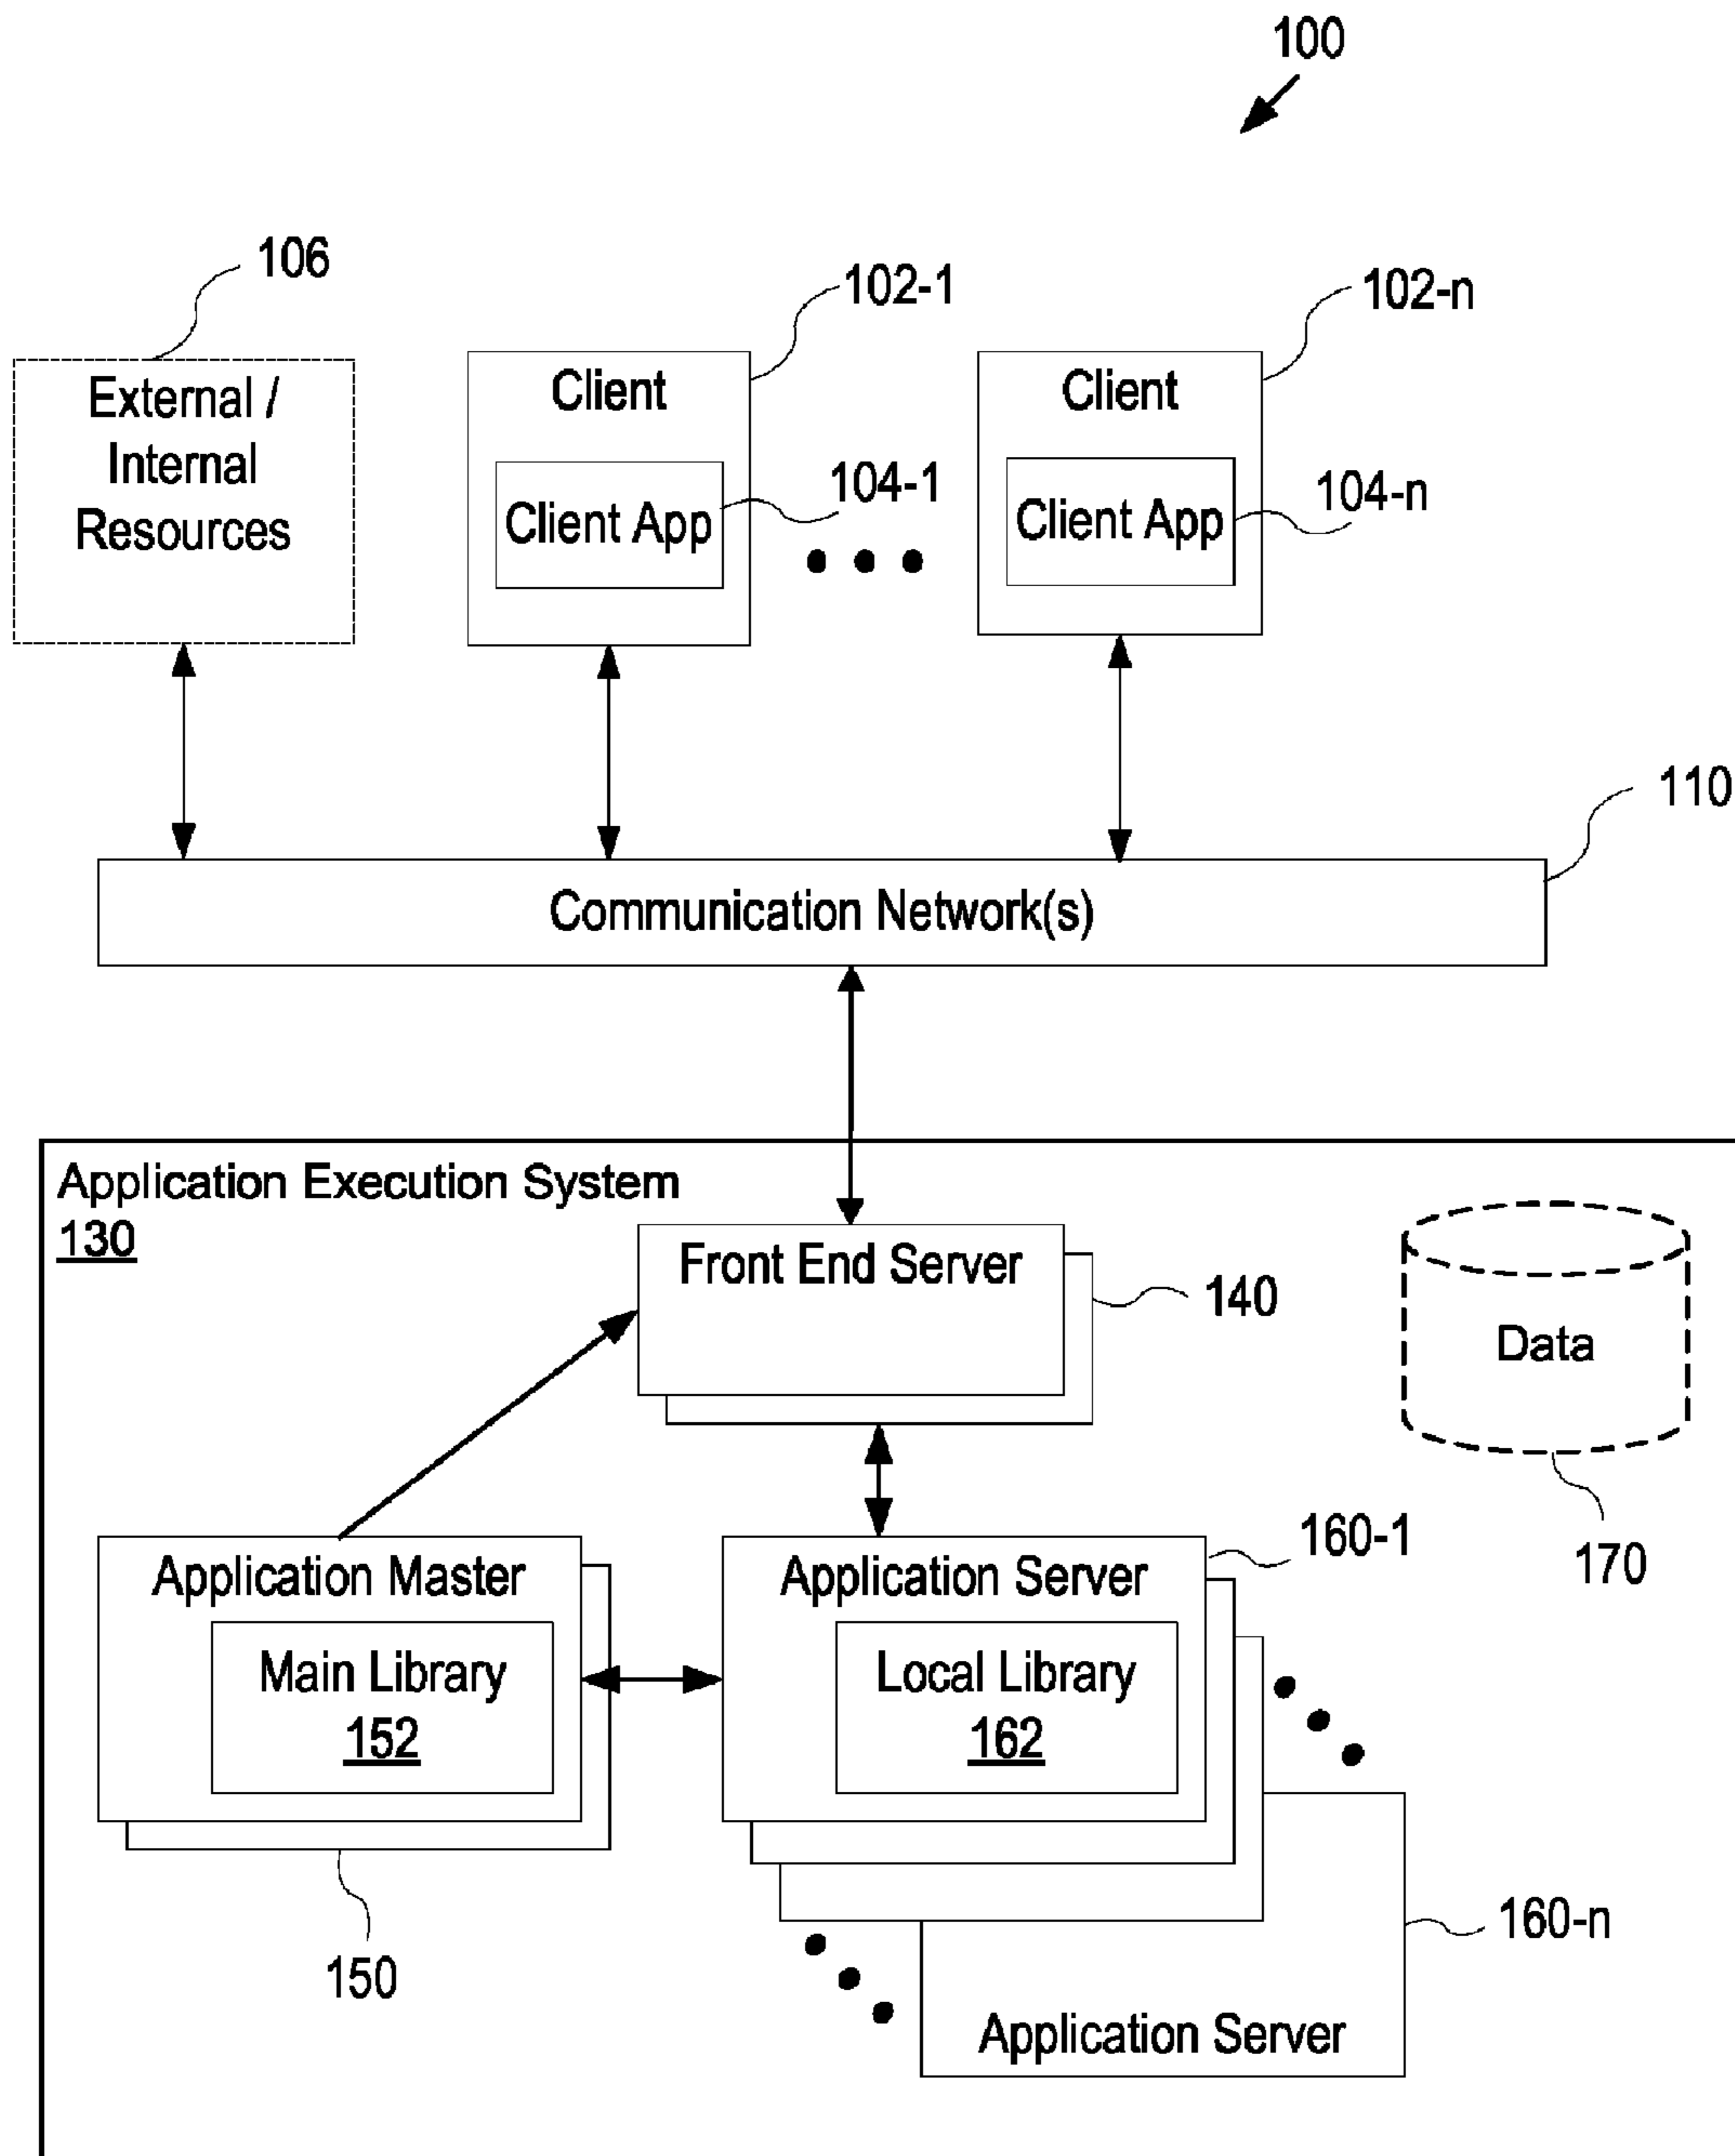 100
106
102-1
102-n
External /
Internal
Resources
Client
Client App
104-1
Client
Client App
104-n
110
Communication Network(s)
Application Execution System
130
Front End Server
140
Data
170
Application Master
Main Library
152
150
Application Server
160-1
Local Library
162
160-n
Application Server